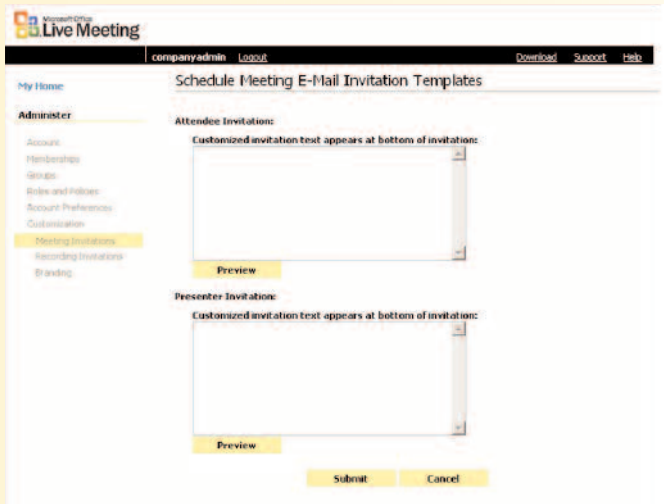 Microsoft Office
Live Meeting
companyadmin Logout Download Support Help
My Home
Administer
Account
Memberships
Groups
Roles and Policies
Account Preferences
Customization
Meeting Invitations
Recording Invitations
Branding
Schedule Meeting E-Mail Invitation Templates
Attendee Invitation:
Customized invitation text appears at bottom of invitation:
Preview
Presenter Invitation:
Customized invitation text appears at bottom of invitation:
Preview
Submit Cancel